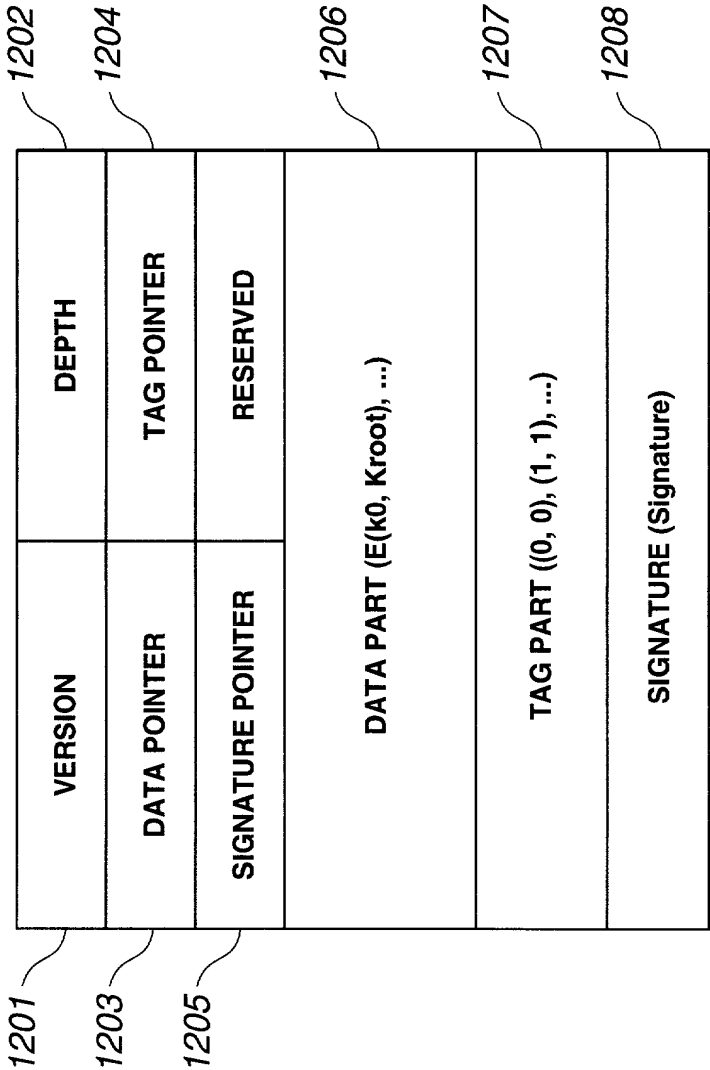 1201
VERSION
DEPTH
1202
1203
DATA POINTER
TAG POINTER
1204
1205
SIGNATURE POINTER
RESERVED
DATA PART (E(k0, Kroot), ...)
1206
TAG PART ((0, 0), (1, 1), ...)
1207
SIGNATURE (Signature)
1208